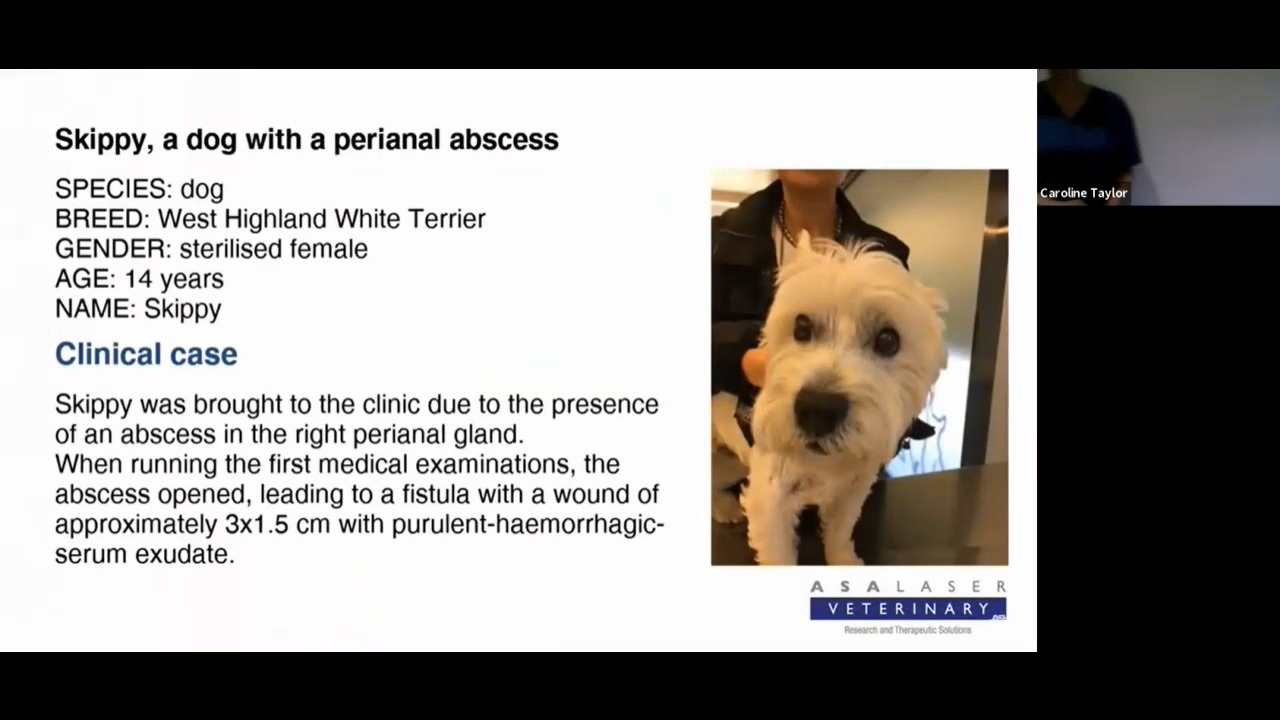 Skippy, a dog with a perianal abscess
SPECIES: dog
BREED: West Highland White Terrier
GENDER: sterilised female
AGE: 14 years
NAME: Skippy
Clinical case
Skippy was brought to the clinic due to the presence
of an abscess in the right perianal gland.
When running the first medical examinations, the
abscess opened, leading to a fistula with a wound of
approximately 3x1.5 cm with purulent-haemorrhagic-
serum exudate.
ASALASER
VETERINARY
Research and Therapeutic Solutions
Caroline Taylor